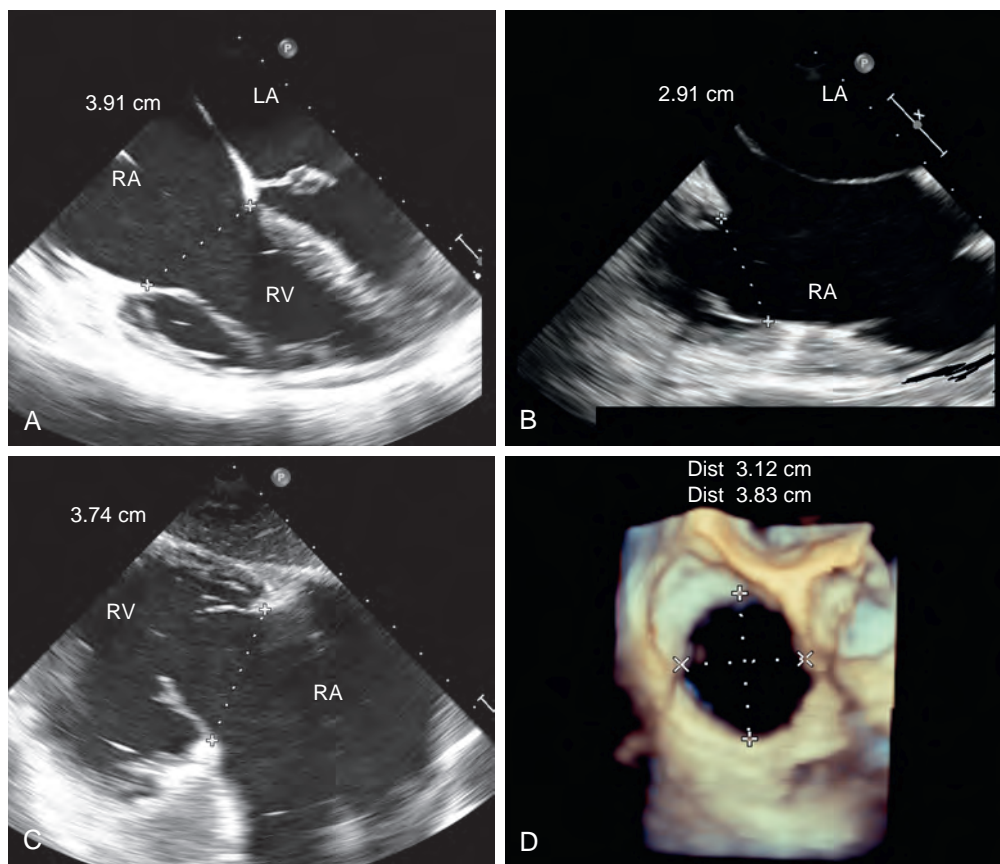 P
3.91 cm
LA
RA
RV
A
P
2.91 cm
LA
RA
B
P
3.74 cm
RV
RA
C
Dist 3.12 cm
Dist 3.83 cm
D